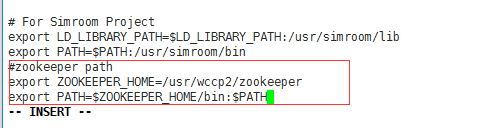 # For Simroom Project
export LD_LIBRARY_PATH=$LD_LIBRARY_PATH:/usr/simroom/lib
export PATH=$PATH:/usr/simroom/bin
#zookeeper path
export ZOOKEEPER_HOME=/usr/wccp2/zookeeper
export PATH=$ZOOKEEPER_HOME/bin:$PATH
-- INSERT --